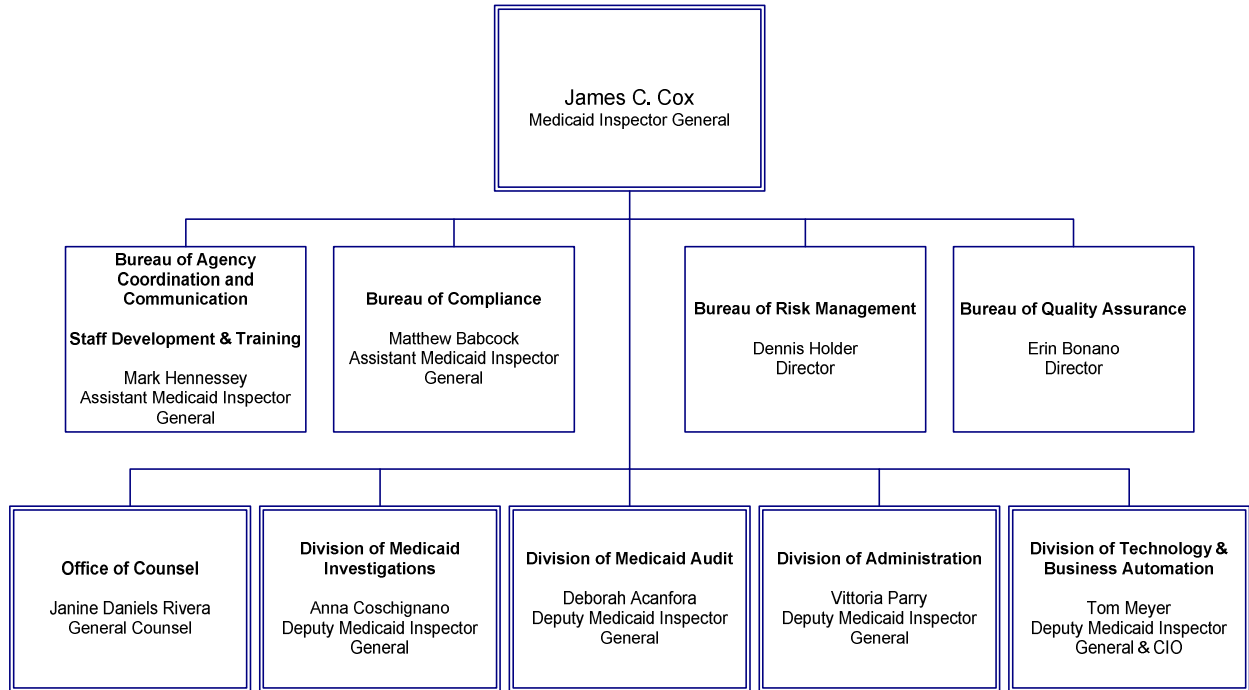 James C. Cox
Medicaid Inspector General
Bureau of Agency
Coordination and
Communication
Staff Development & Training
Mark Hennessey
Assistant Medicaid Inspector
General
Bureau of Compliance
Matthew Babcock
Assistant Medicaid Inspector
General
Bureau of Risk Management
Dennis Holder
Director
Bureau of Quality Assurance
Erin Bonano
Director
Office of Counsel
Janine Daniels Rivera
General Counsel
Division of Medicaid
Investigations
Anna Coschignano
Deputy Medicaid Inspector
General
Division of Medicaid Audit
Deborah Acanfora
Deputy Medicaid Inspector
General
Division of Administration
Vittoria Parry
Deputy Medicaid Inspector
General
Division of Technology &
Business Automation
Tom Meyer
Deputy Medicaid Inspector
General & CIO